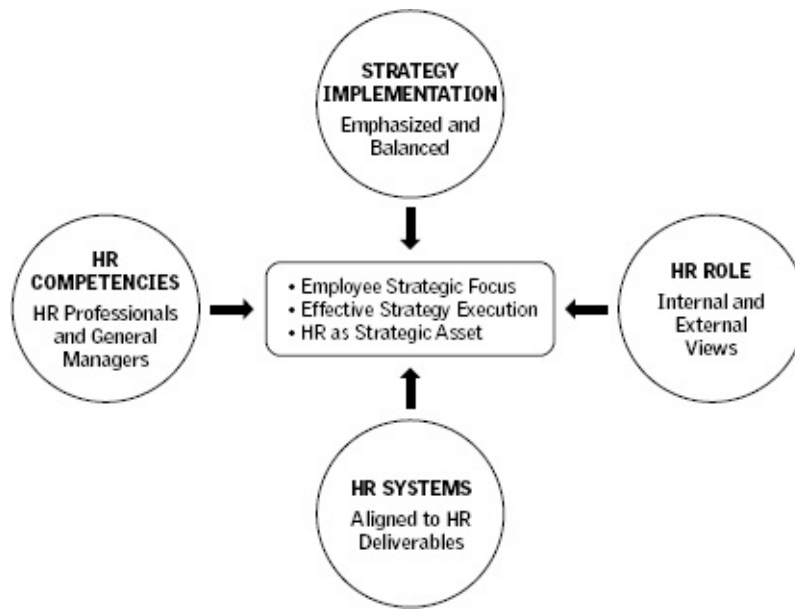 STRATEGY
IMPLEMENTATION
Emphasized and
Balanced
HR
COMPETENCIES
HR Professionals
and General
Managers
• Employee Strategic Focus
• Effective Strategy Execution
• HR as Strategic Asset
HR ROLE
Internal and
External
Views
HR SYSTEMS
Aligned to HR
Deliverables